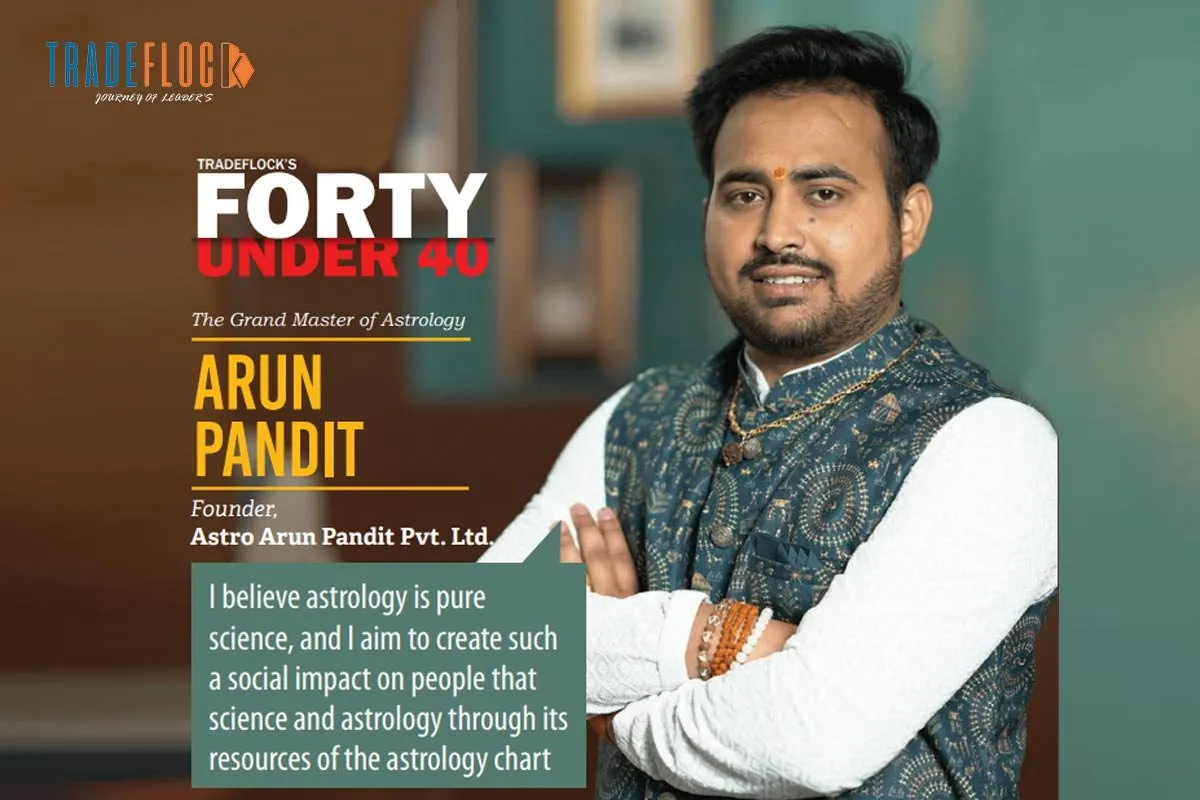 TRADEFLOCK
JOURNEY OF LEADER'S
TRADEFLOCK'S
FORTY
UNDER 40
The Grand Master of Astrology
ARUN
PANDIT
Founder,
Astro Arun Pandit Pvt. Ltd.
I believe astrology is pure
science, and I aim to create such
a social impact on people that
science and astrology through its
resources of the astrology chart